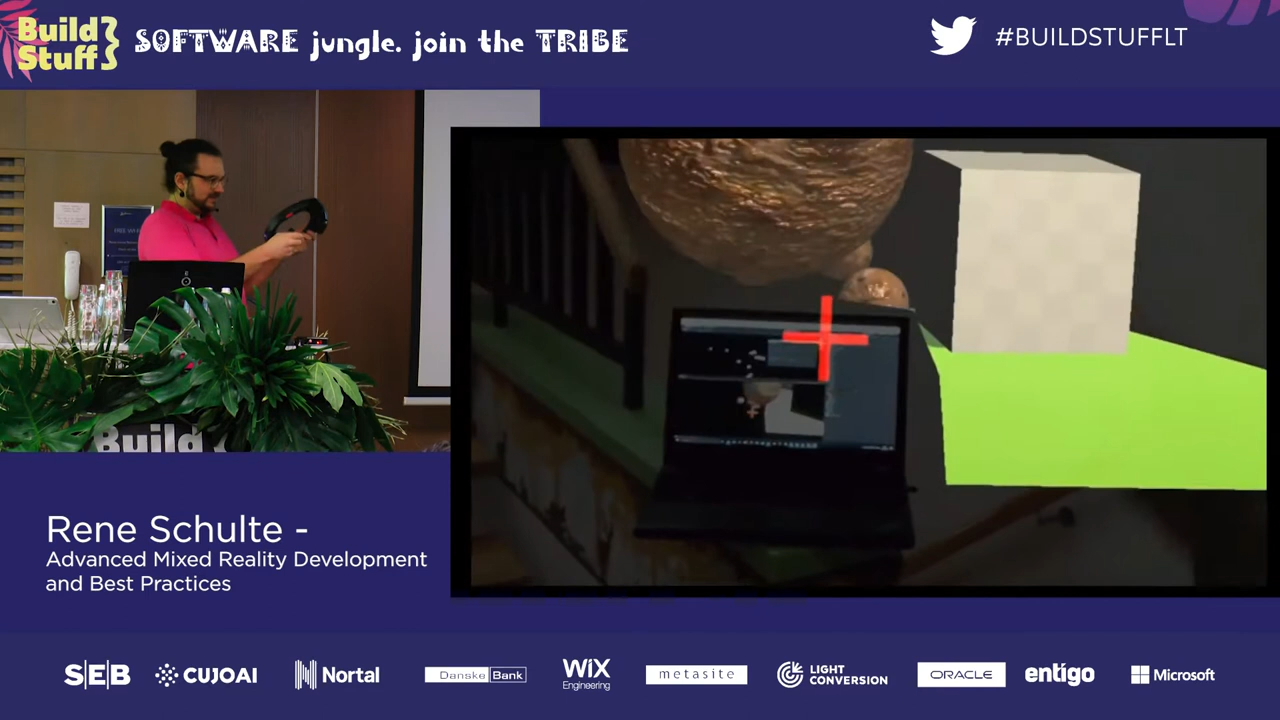 Build
Stuff
SOFTWARE jungle. join the TRIBE
#BUILDSTUFFLT
Build
Rene Schulte -
Advanced Mixed Reality Development
and Best Practices
S|E|B
CUJOAI
Nortal
Danske Bank
WiX
Engineering
metasite
LIGHT
CONVERSION
ORACLE
entigo
Microsoft